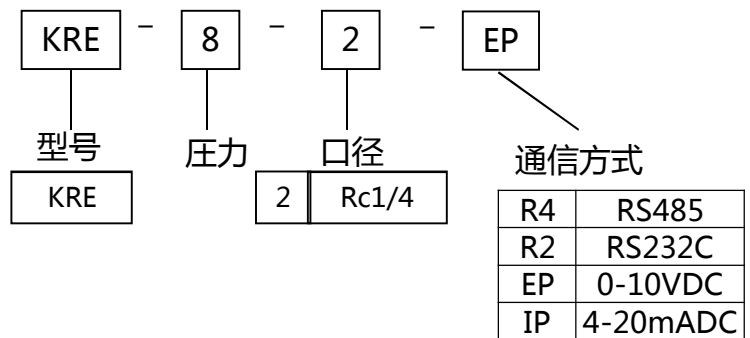 KRE - 8 - 2 - EP
型号 圧力 口径 通信方式
KRE 2 Rc1/4
R4 RS485
R2 RS232C
EP 0-10VDC
IP 4-20mADC